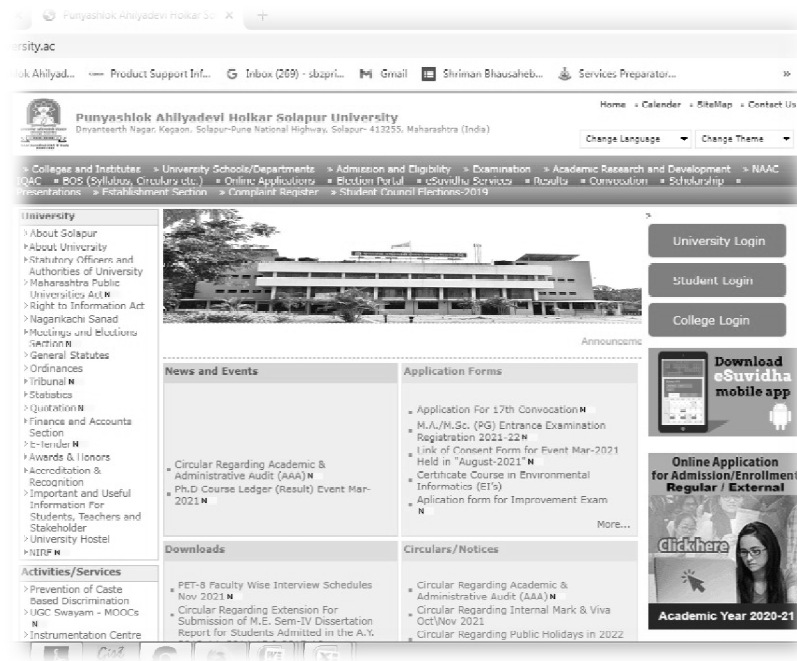 Punyashlok Ahilyadevi Holkar So X +
ersity.ac
ok Ahilyad... Product Support Inf... G Inbox (269) - sbzpri... M Gmail Shriman Bhausaheb... Services Preparator... »
Home Calender SiteMap Contact Us
Punyashlok Ahilyadevi Holkar Solapur University
Dnyanteerth Nagar, Kegaon, Solapur-Pune National Highway, Solapur- 413255, Maharashtra (India)
Change Language Change Theme
» Colleges and Institutes » University Schools/Departments » Admission and Eligibility » Examination » Academic Research and Development » NAAC
IQAC BOS (Syllabus, Circulars etc.) Online Applications Election Portal eSuvidha Services Results Convocation Scholarship
Presentations » Establishment Section » Complaint Register » Student Council Elections-2019
University
About Solapur
About University
Statutory Officers and
Authorities of University
Maharashtra Public
Universities Act N
Right to Information Act
Nagarikachi Sanad
Meetings and Elections
Section N
General Statutes
Ordinances
Tribunal N
Statistics
Quotation N
Finance and Accounts
Section
E-Tender N
Awards & Honors
Accreditation &
Recognition
Important and Useful
Information For
Students, Teachers and
Stakeholder
University Hostel
NIRF N
Activities/Services
Prevention of Caste
Based Discrimination
UGC Swayam - MOOCs
N
Instrumentation Centre
Announceme
News and Events
Circular Regarding Academic &
Administrative Audit (AAA) N
Ph.D Course Ledger (Result) Event Mar-
2021 N
Application Forms
Application For 17th Convocation N
M.A./M.Sc. (PG) Entrance Examination
Registration 2021-22 N
Link of Consent Form for Event Mar-2021
Held in "August-2021" N
Certificate Course in Environmental
Informatics (EI's)
Aplication form for Improvement Exam
N
More...
Downloads
PET-8 Faculty Wise Interview Schedules
Nov 2021 N
Circular Regarding Extension For
Submission of M.E. Sem-IV Dissertation
Report for Students Admitted in the A.Y.
Circulars/Notices
Circular Regarding Academic &
Administrative Audit (AAA) N
Circular Regarding Internal Mark & Viva
Oct\Nov 2021
Circular Regarding Public Holidays in 2022
University Login
Student Login
College Login
Download
eSuvidha
mobile app
Online Application
for Admission/Enrollment
Regular / External
Click here
Academic Year 2020-21